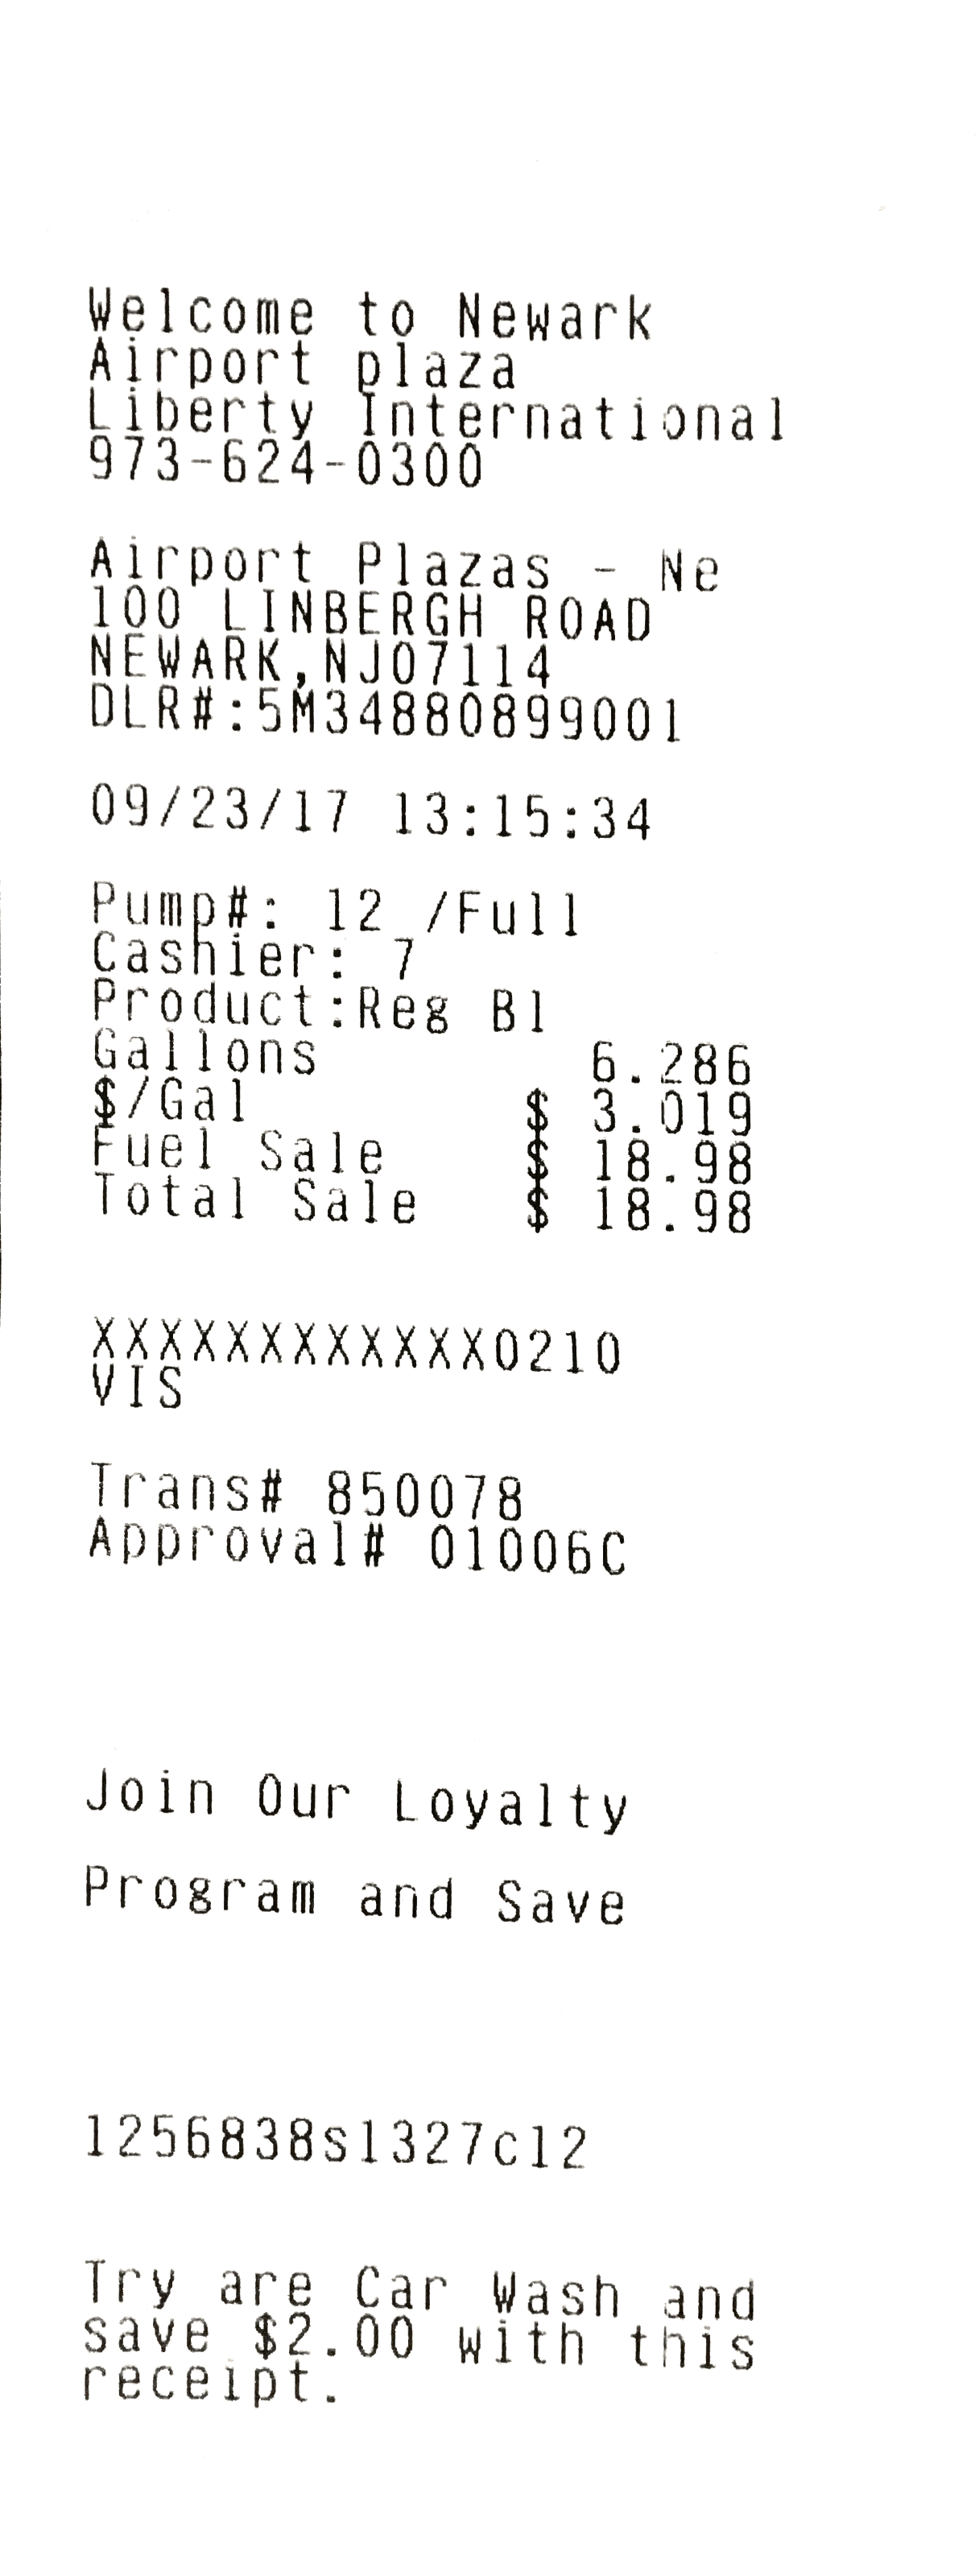 Welcome to Newark
Airport plaza
Liberty International
973-624-0300
Airport Plazas - Ne
100 LINBERGH ROAD
NEWARK,NJ07114
DLR#:5M34880899001
09/23/17 13:15:34
Pump#: 12 /Full
Cashier: 7
Product:Reg Bl
Gallons 6.286
$/Gal $ 3.019
Fuel Sale $ 18.98
Total Sale $ 18.98
XXXXXXXXXXXX0210
VIS
Trans# 850078
Approval# 01006C
Join Our Loyalty
Program and Save
1256838s1327c12
Try are Car Wash and
save $2.00 with this
receipt.